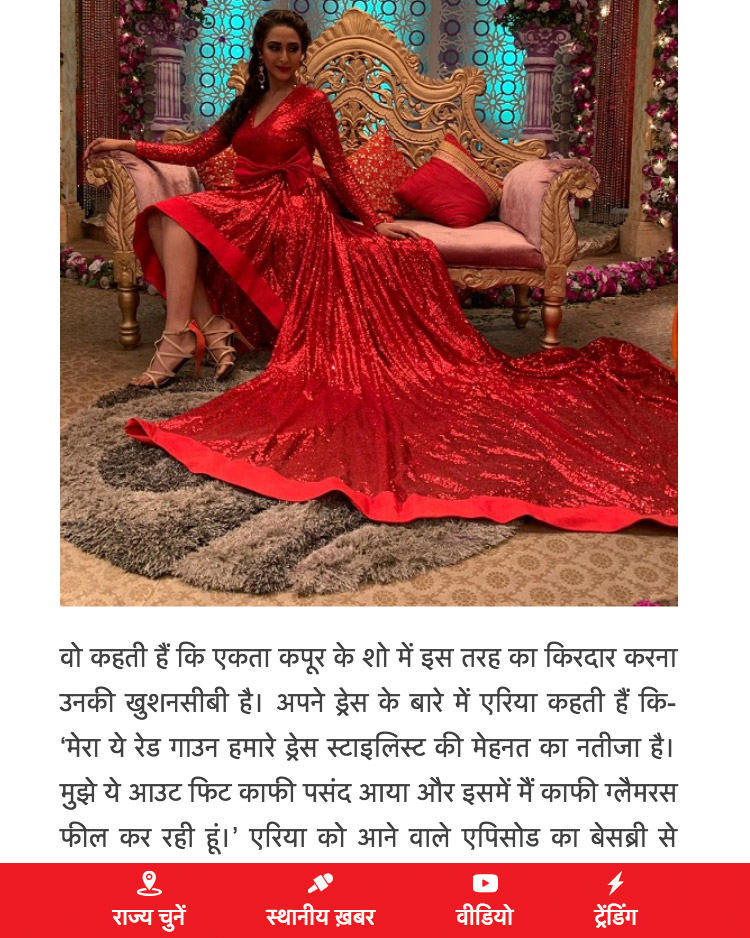 वो कहती हैं कि एकता कपूर के शो में इस तरह का किरदार करना
उनकी खुशनसीबी है। अपने ड्रेस के बारे में एरिया कहती हैं कि-
‘मेरा ये रेड गाउन हमारे ड्रेस स्टाइलिस्ट की मेहनत का नतीजा है।
मुझे ये आउट फिट काफी पसंद आया और इसमें मैं काफी ग्लैमरस
फील कर रही हूं।’ एरिया को आने वाले एपिसोड का बेसब्री से
राज्य चुनें स्थानीय ख़बर वीडियो ट्रेंडिंग